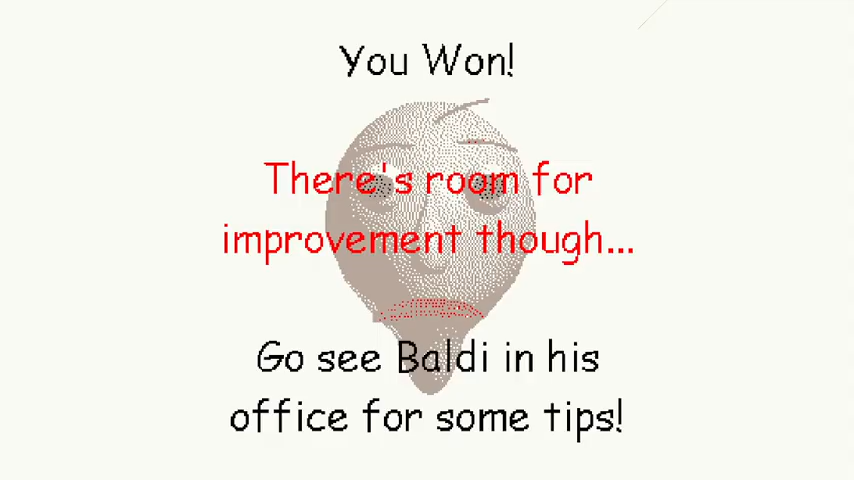 You Won!
There's room for
improvement though...
Go see Baldi in his
office for some tips!